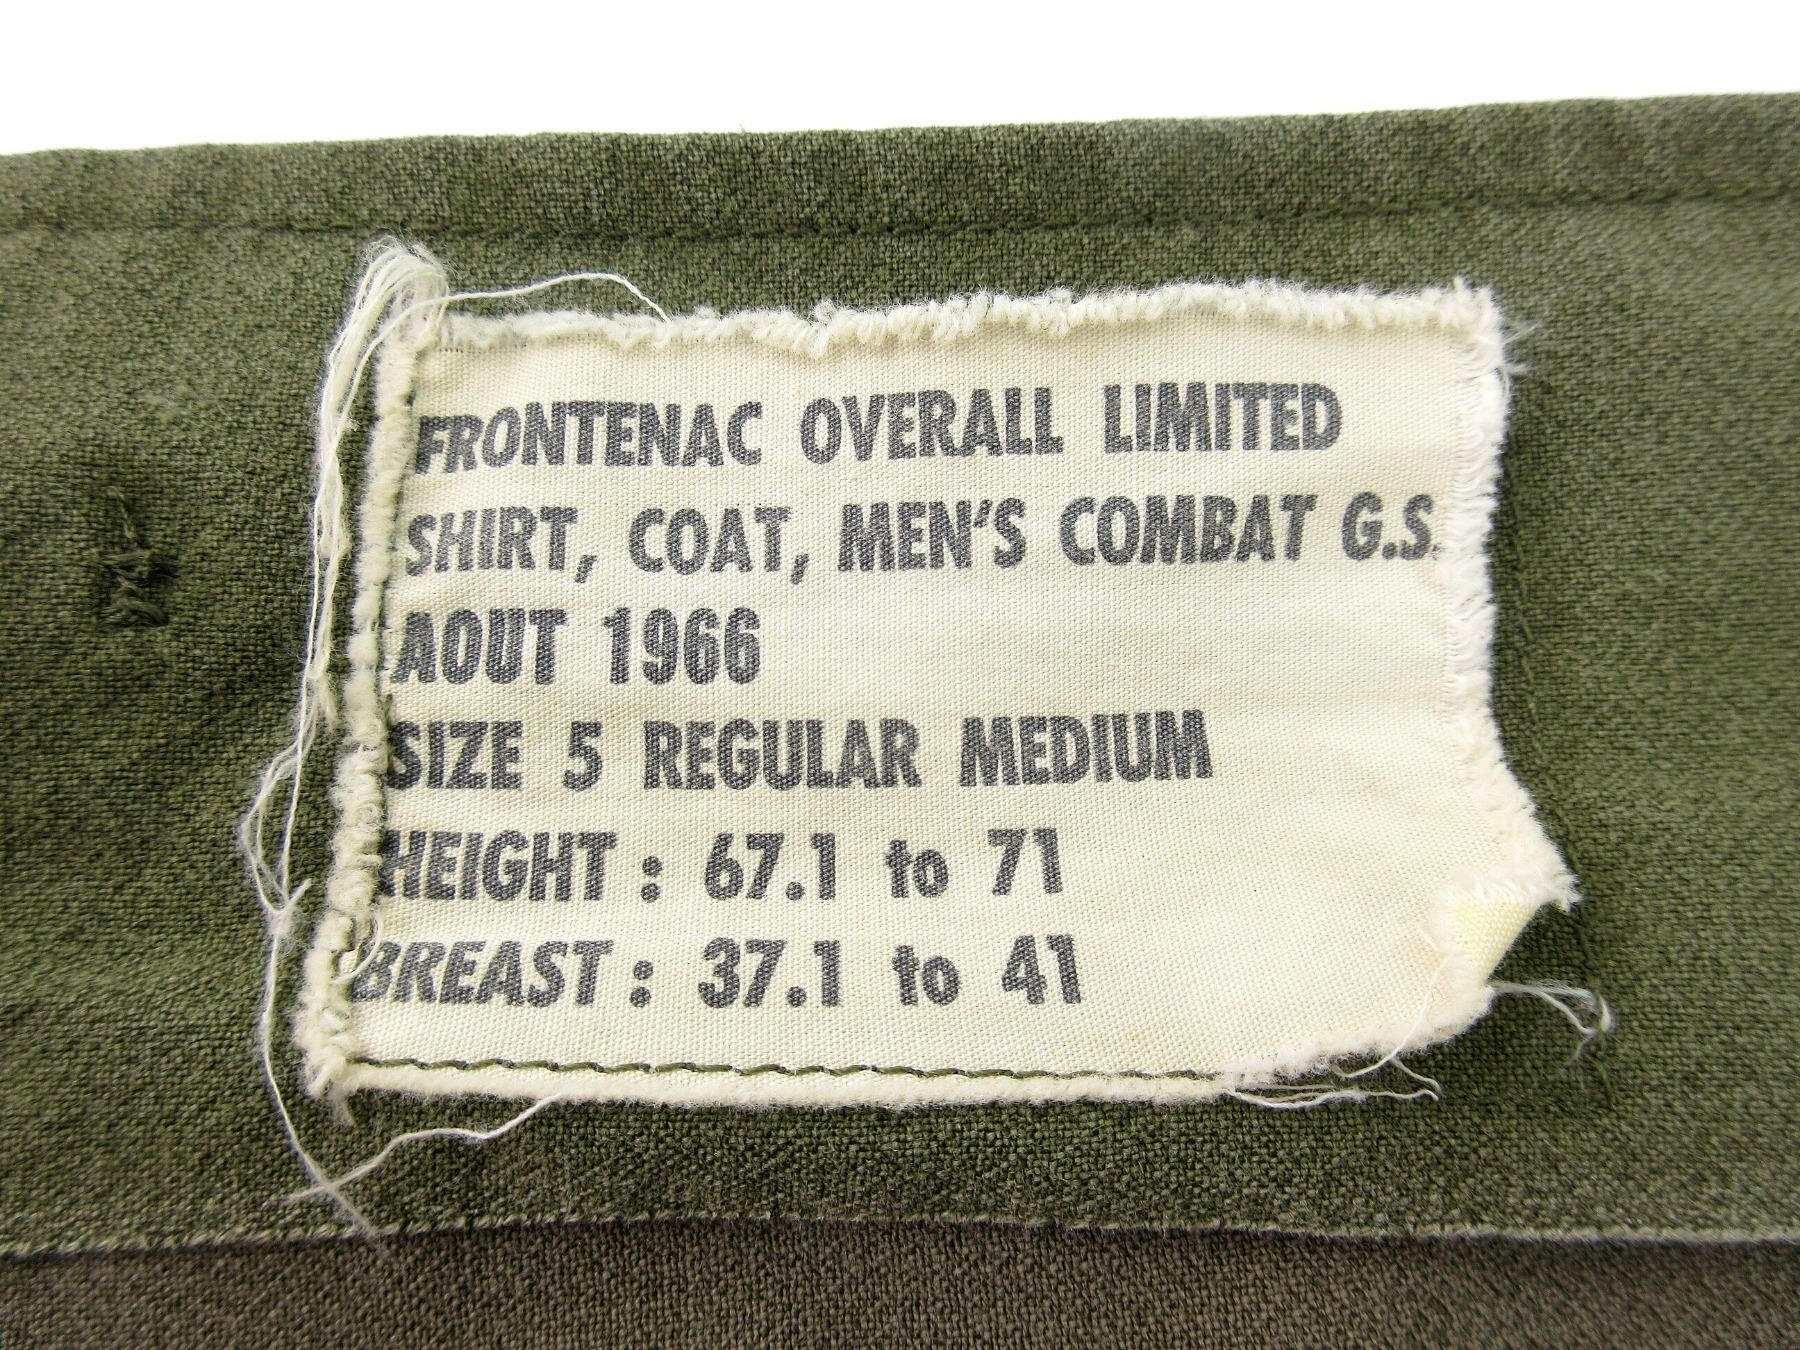 FRONTENAC OVERALL LIMITED
SHIRT, COAT, MEN'S COMBAT G.S.
AOUT 1966
SIZE 5 REGULAR MEDIUM
HEIGHT : 67.1 to 71
BREAST : 37.1 to 41